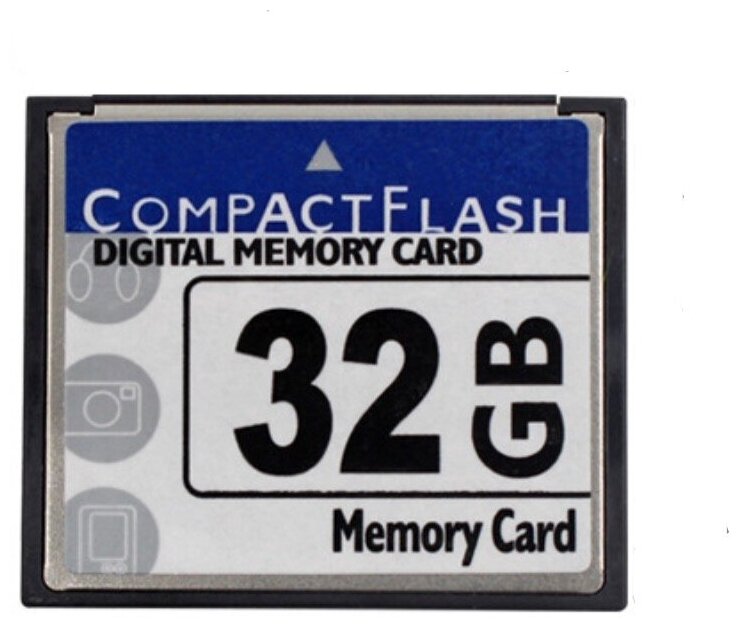 COMPACTFLASH
DIGITAL MEMORY CARD
32 GB
Memory Card